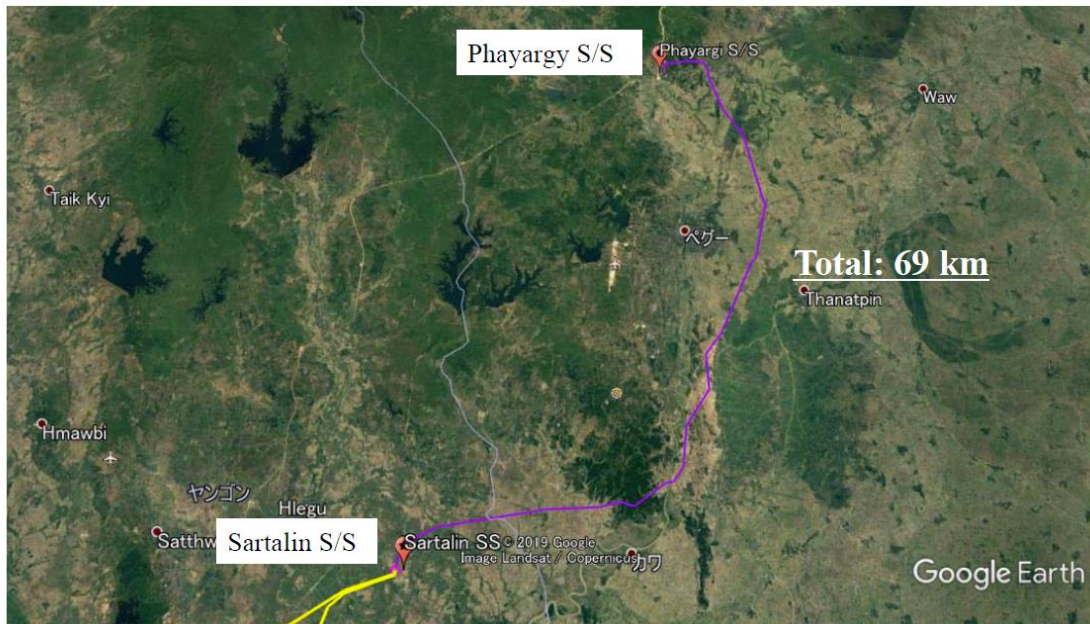 Phayargy S/S
Phayargi S/S
Waw
Taik Kyi
ペグー
Total: 69 km
Thanatpin
Hmawbi
ヤンゴン
Hlegu
Satthw
Sartalin S/S
Sartalin SS
© 2019 Google
Image Landsat / Copernicus
カワ
Google Earth